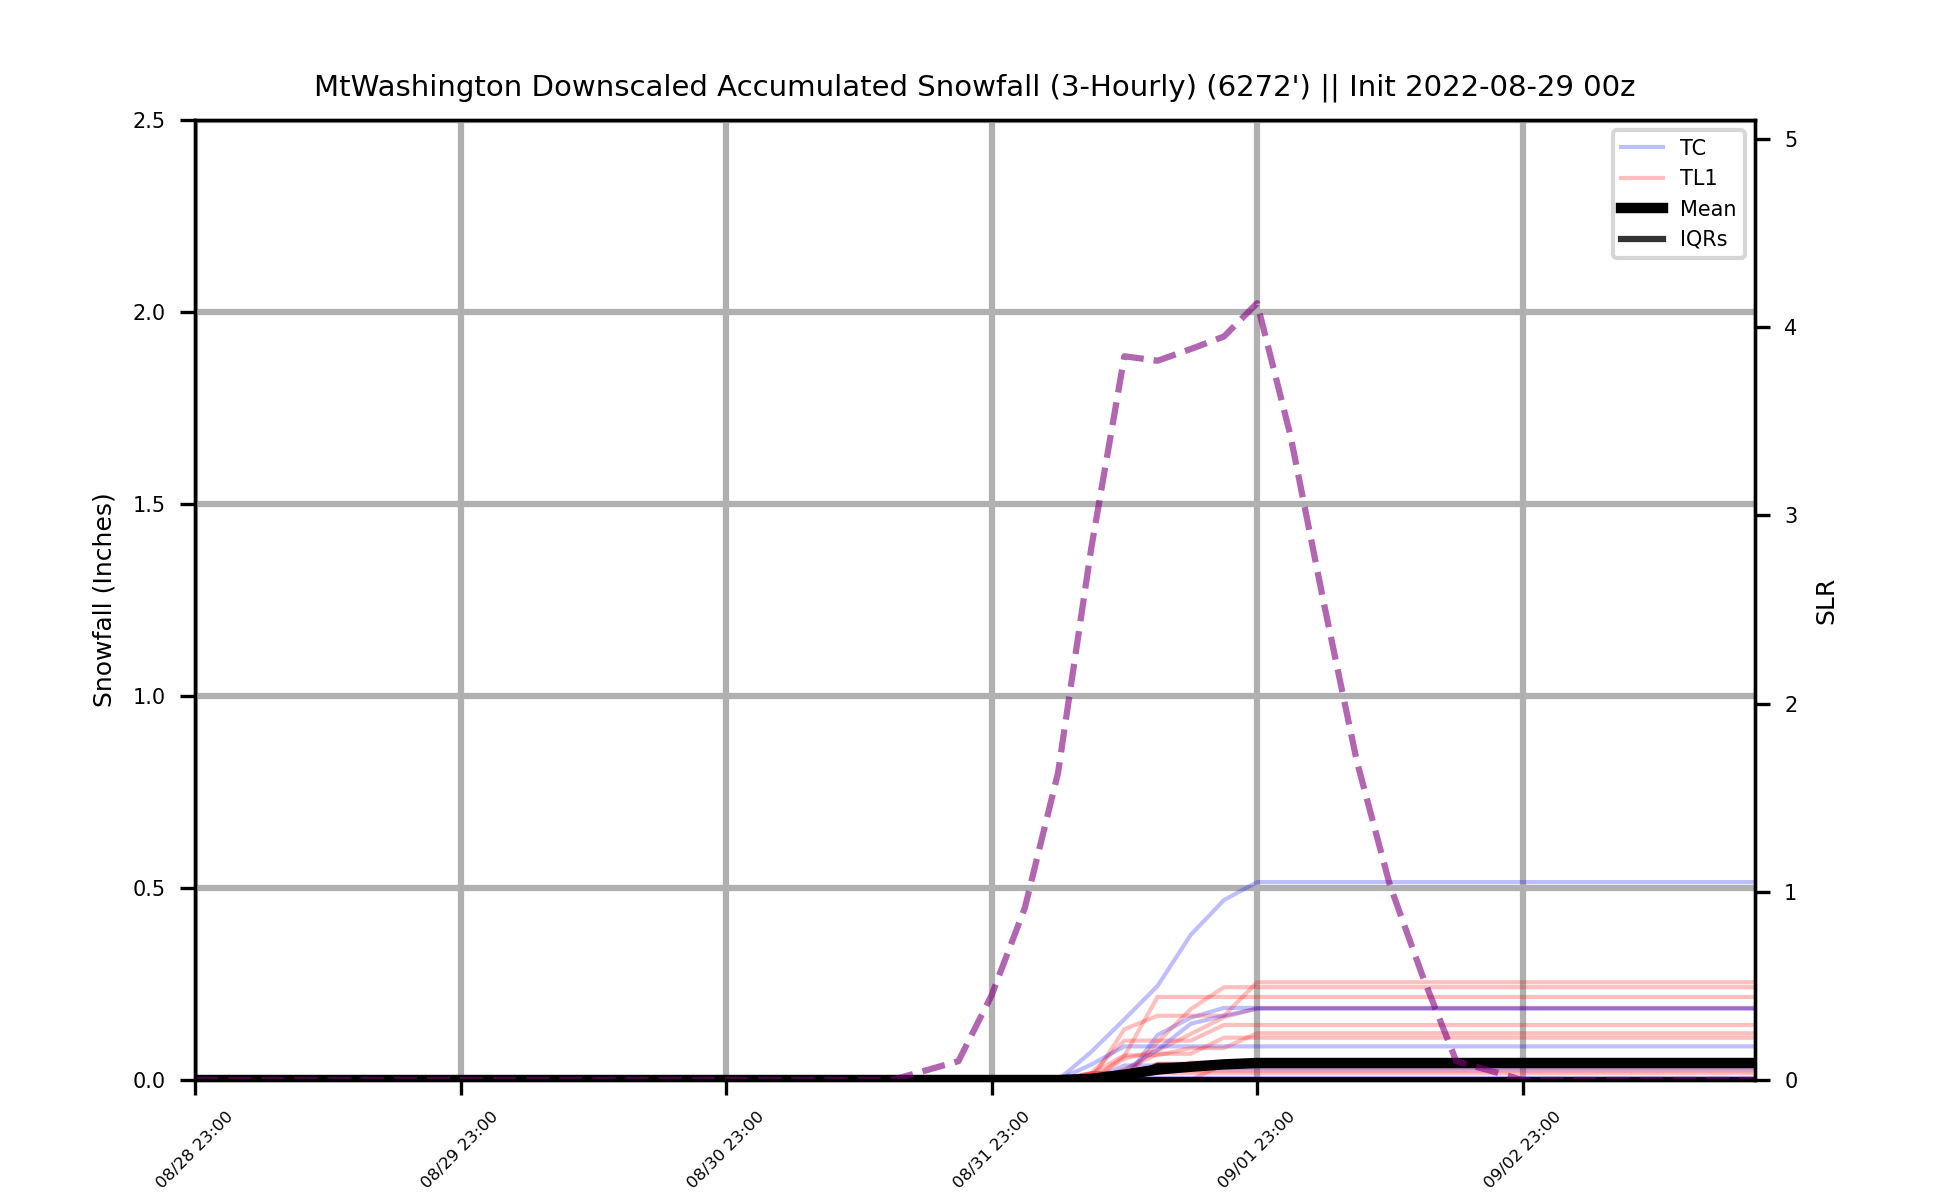 MtWashington Downscaled Accumulated Snowfall (3-Hourly) (6272') || Init 2022-08-29 00z
2.5
2.0
1.5
1.0
0.5
0.0
Snowfall (Inches)
TC
TL1
Mean
IQRs
5
4
3
2
1
0
SLR
08/28 23:00
08/29 23:00
08/30 23:00
08/31 23:00
09/01 23:00
09/02 23:00